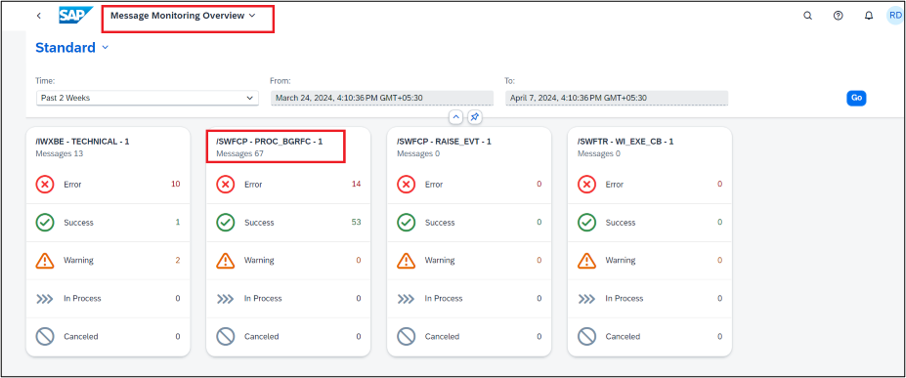 SAP Message Monitoring Overview RD
Standard
Time: From: To:
Past 2 Weeks March 24, 2024, 4:10:36 PM GMT+05:30 April 7, 2024, 4:10:36 PM GMT+05:30 Go
/IWXBE - TECHNICAL - 1
Messages 13
Error 10
Success 1
Warning 2
In Process 0
Canceled 0
/SWFCP - PROC_BGRFC - 1
Messages 67
Error 14
Success 53
Warning 0
In Process 0
Canceled 0
/SWFCP - RAISE_EVT - 1
Messages 0
Error 0
Success 0
Warning 0
In Process 0
Canceled 0
/SWFTR - WI_EXE_CB - 1
Messages 0
Error 0
Success 0
Warning 0
In Process 0
Canceled 0